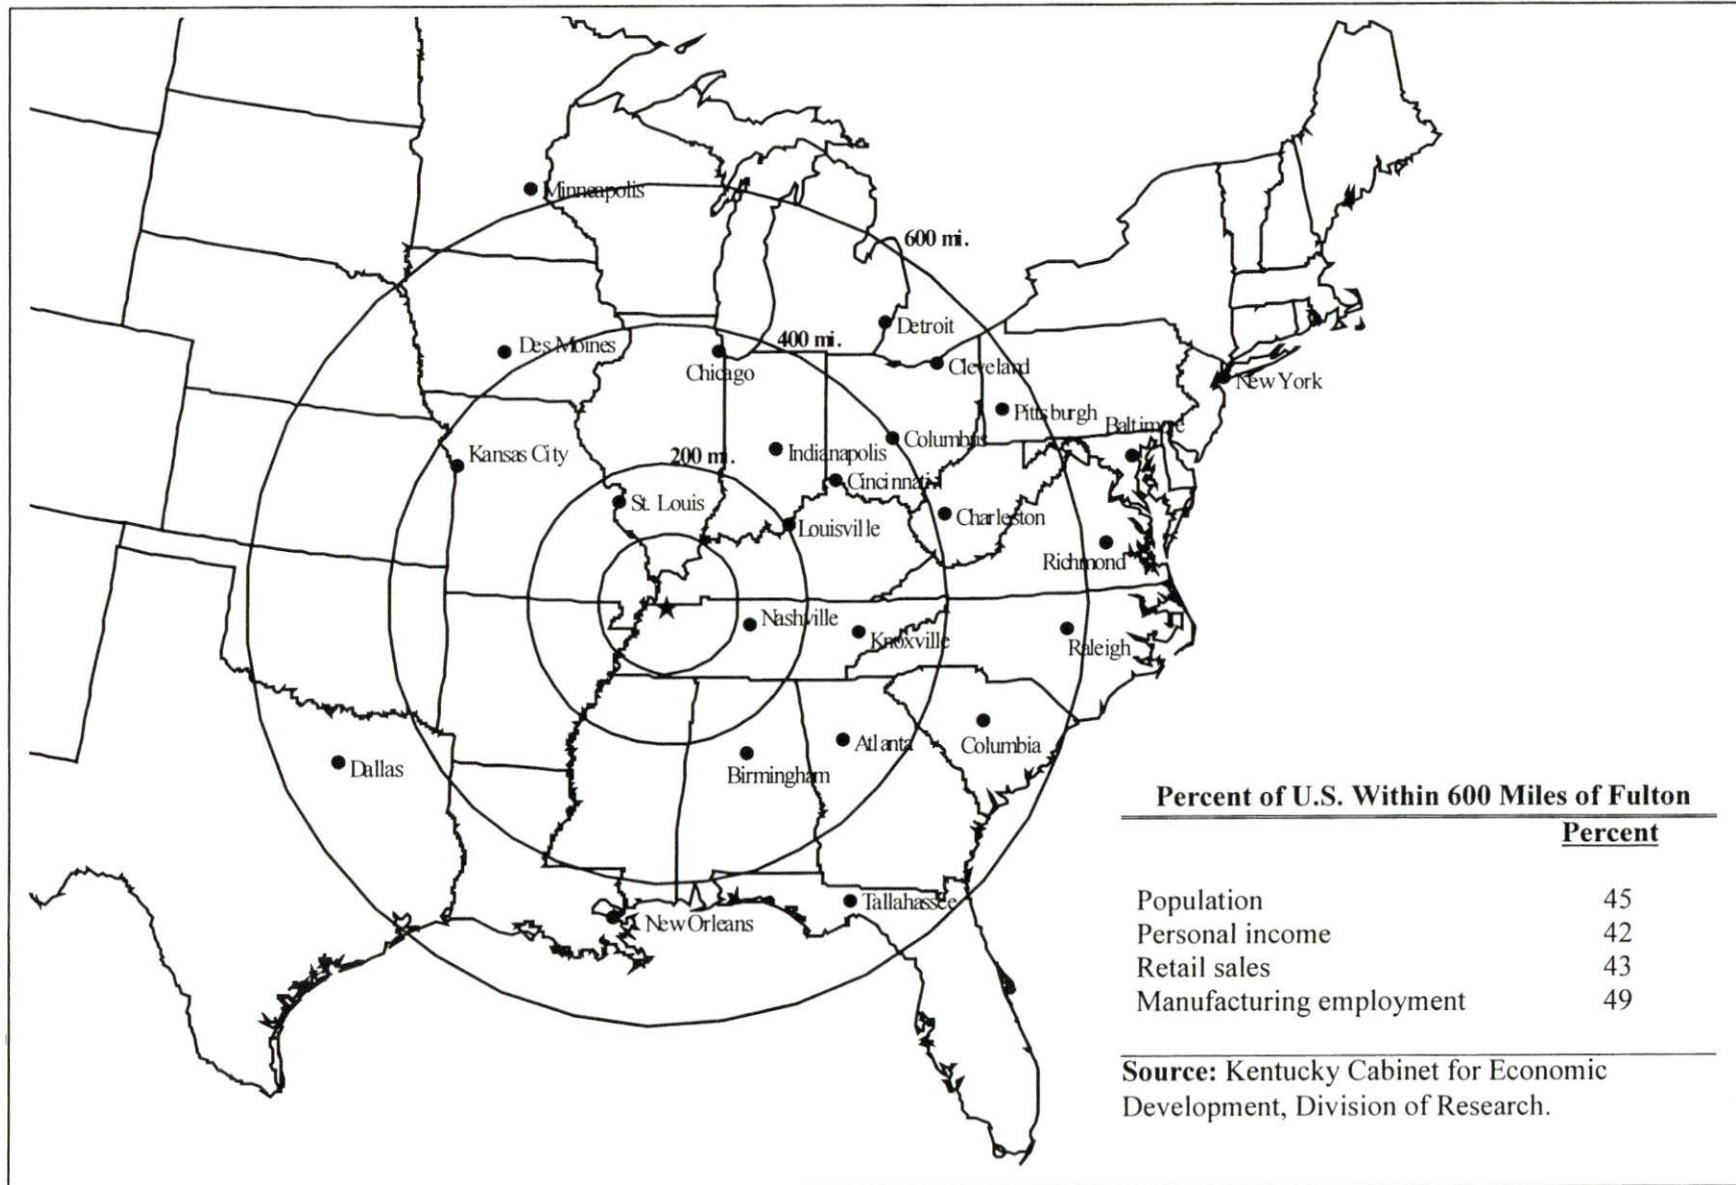 Minneapolis
600 mi.
Detroit
Des Moines
400 mi.
Chicago
Cleveland
New York
Pittsburgh
Baltimore
Columbus
Kansas City
200 mi.
Indianapolis
Cincinnati
St. Louis
Louisville
Charleston
Richmond
Nashville
Knoxville
Raleigh
Atlanta
Columbia
Dallas
Birmingham
Tallahassee
New Orleans
Percent of U.S. Within 600 Miles of Fulton
Percent
Population 45
Personal income 42
Retail sales 43
Manufacturing employment 49
Source: Kentucky Cabinet for Economic
Development, Division of Research.